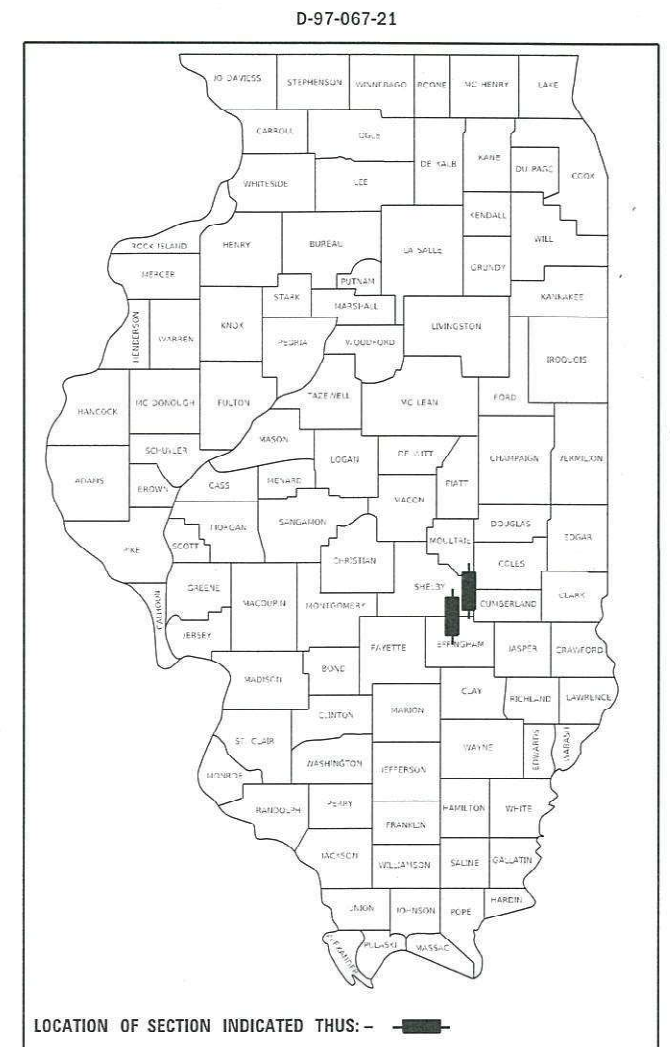 D-97-067-21
JO DAVIESS STEPHENSON WINNEBAGO BOONE MC HENRY LAKE
CARROLL OGLE DE KALB KANE DU PAGE COOK
WHITESIDE LEE
KENDALL WILL
ROCK ISLAND HENRY BUREAU LA SALLE GRUNDY
MERCER PUTNAM KANKAKEE
STARK MARSHALL
HENDERSON WARREN KNOX PEORIA WOODFORD LIVINGSTON IROQUOIS
HANCOCK MC DONOUGH FULTON TAZEWELL MC LEAN FORD
SCHUYLER MASON LOGAN DE WITT CHAMPAIGN VERMILION
ADAMS BROWN CASS MENARD PIATT
MACON
PIKE SCOTT MORGAN SANGAMON MOULTRIE DOUGLAS EDGAR
CHRISTIAN COLES
CALHOUN GREENE MACOUPIN MONTGOMERY SHELBY CUMBERLAND CLARK
JERSEY FAYETTE EFFINGHAM JASPER CRAWFORD
MADISON BOND
CLAY RICHLAND LAWRENCE
CLINTON MARION
ST. CLAIR WAYNE EDWARDS WABASH
MONROE WASHINGTON JEFFERSON
RANDOLPH PERRY HAMILTON WHITE
FRANKLIN
JACKSON WILLIAMSON SALINE GALLATIN
UNION JOHNSON POPE HARDIN
ALEXANDER PULASKI MASSAC
LOCATION OF SECTION INDICATED THUS: –